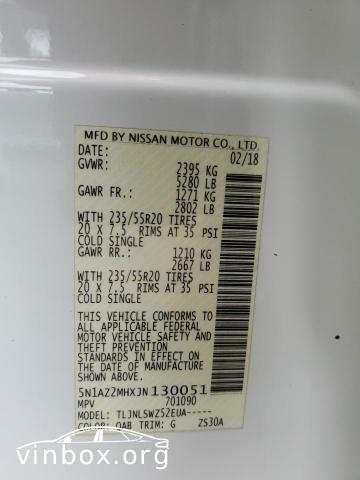 MFD BY NISSAN MOTOR CO., LTD.
DATE: 02/18
GVWR: 2395 KG
5280 LB
GAWR FR.: 1271 KG
2802 LB
WITH 235/55R20 TIRES
20 X 7.5 RIMS AT 35 PSI
COLD SINGLE
GAWR RR.: 1210 KG
2667 LB
WITH 235/55R20 TIRES
20 X 7.5 RIMS AT 35 PSI
COLD SINGLE
THIS VEHICLE CONFORMS TO
ALL APPLICABLE FEDERAL
MOTOR VEHICLE SAFETY
THEFT PREVENTION
STANDARDS IN EFFECT ON
THE DATE OF MANUFACTURE
SHOWN ABOVE.
5N1AZ2MHXJN130051
MPV 701090
MODEL: TLJNLSWZ52EUA-----
COLOR: QAB TRIM: G ZS30A
vinbox.org